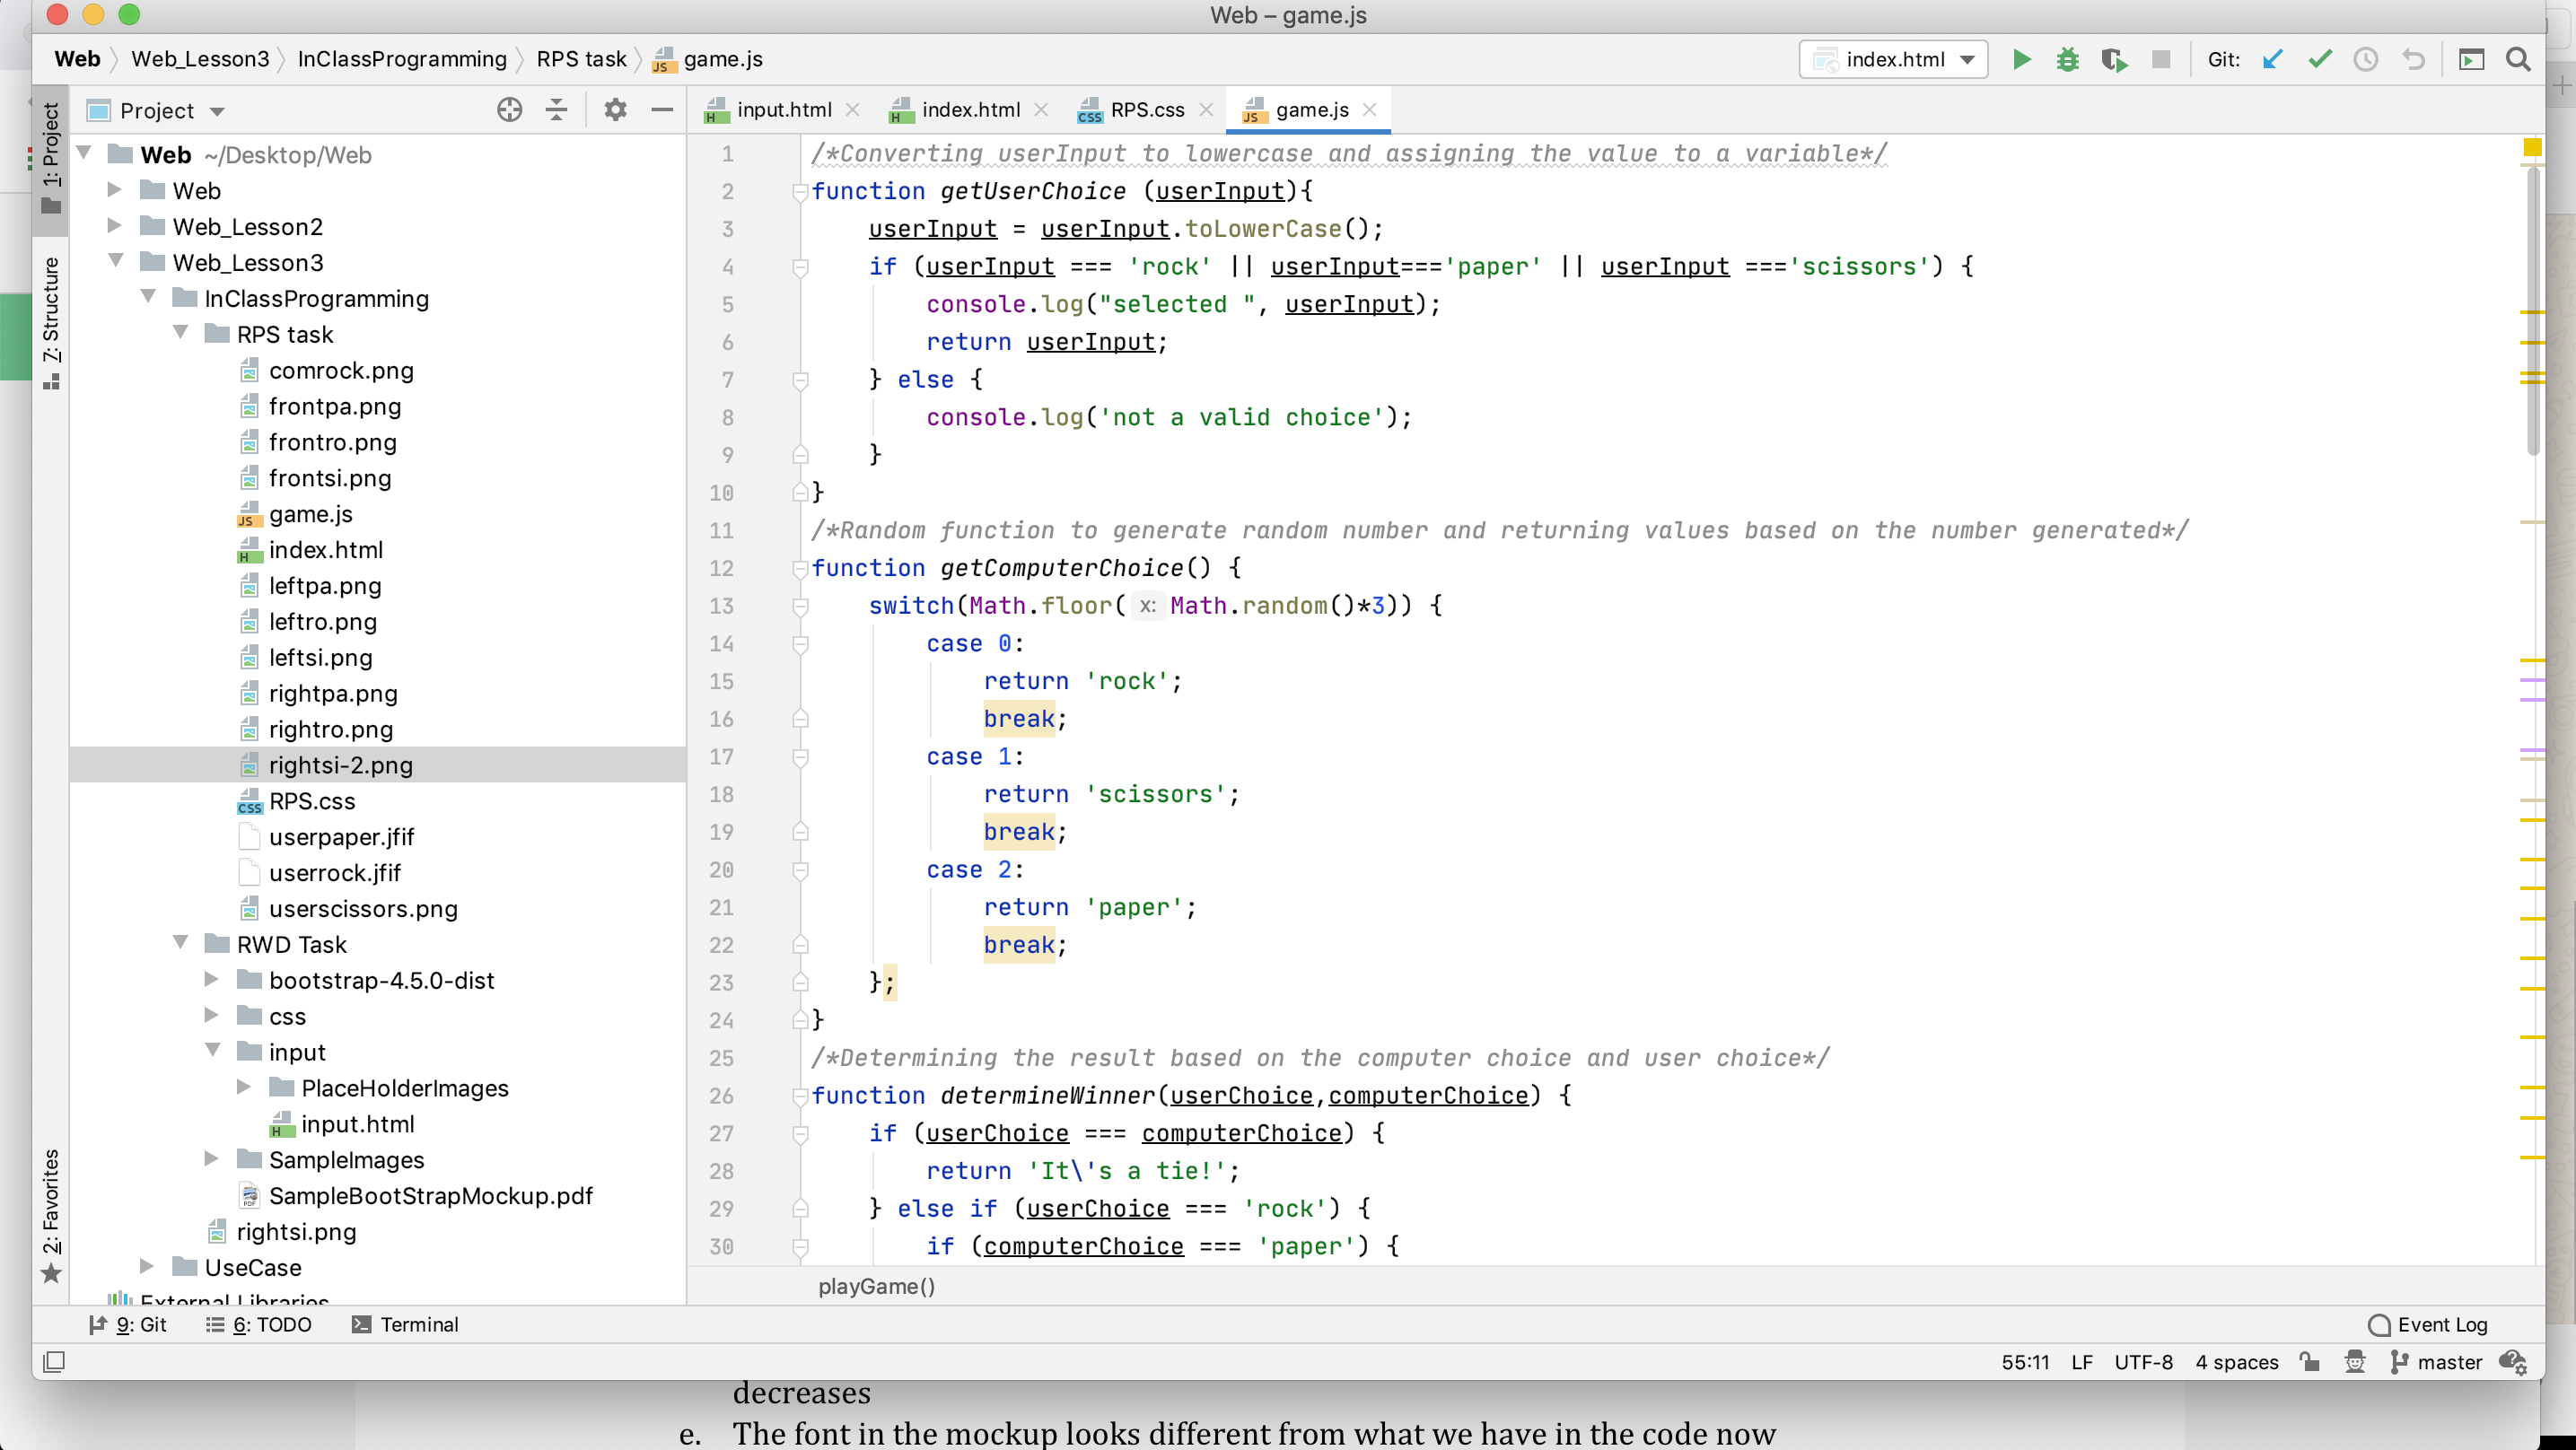 Web – game.js
Web Web_Lesson3 InClassProgramming RPS task game.js index.html Git:
Project input.html index.html RPS.css game.js
1: Project
7: Structure
2: Favorites
Web ~/Desktop/Web
Web
Web_Lesson2
Web_Lesson3
InClassProgramming
RPS task
comrock.png
frontpa.png
frontro.png
frontsi.png
game.js
index.html
leftpa.png
leftro.png
leftsi.png
rightpa.png
rightro.png
rightsi-2.png
RPS.css
userpaper.jfif
userrock.jfif
userscissors.png
RWD Task
bootstrap-4.5.0-dist
css
input
PlaceHolderImages
input.html
SampleImages
SampleBootStrapMockup.pdf
rightsi.png
UseCase
External Libraries
1 /*Converting userInput to lowercase and assigning the value to a variable*/
2 function getUserChoice (userInput){
3 userInput = userInput.toLowerCase();
4 if (userInput === 'rock' || userInput==='paper' || userInput ==='scissors') {
5 console.log("selected ", userInput);
6 return userInput;
7 } else {
8 console.log('not a valid choice');
9 }
10 }
11 /*Random function to generate random number and returning values based on the number generated*/
12 function getComputerChoice() {
13 switch(Math.floor( x: Math.random()*3)) {
14 case 0:
15 return 'rock';
16 break;
17 case 1:
18 return 'scissors';
19 break;
20 case 2:
21 return 'paper';
22 break;
23 };
24 }
25 /*Determining the result based on the computer choice and user choice*/
26 function determineWinner(userChoice,computerChoice) {
27 if (userChoice === computerChoice) {
28 return 'It\'s a tie!';
29 } else if (userChoice === 'rock') {
30 if (computerChoice === 'paper') {
playGame()
9: Git 6: TODO Terminal Event Log
55:11 LF UTF-8 4 spaces master
decreases
e. The font in the mockup looks different from what we have in the code now